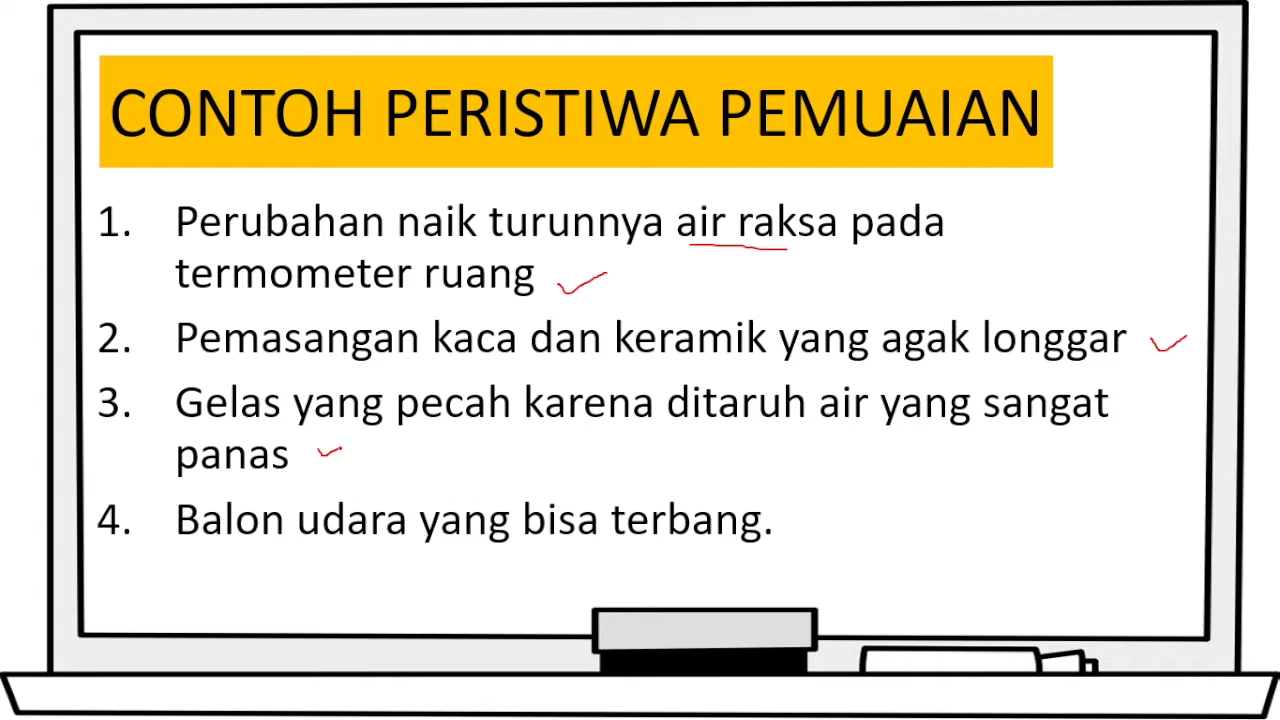 CONTOH PERISTIWA PEMUAIAN
1. Perubahan naik turunnya air raksa pada
termometer ruang
2. Pemasangan kaca dan keramik yang agak longgar
3. Gelas yang pecah karena ditaruh air yang sangat
panas
4. Balon udara yang bisa terbang.